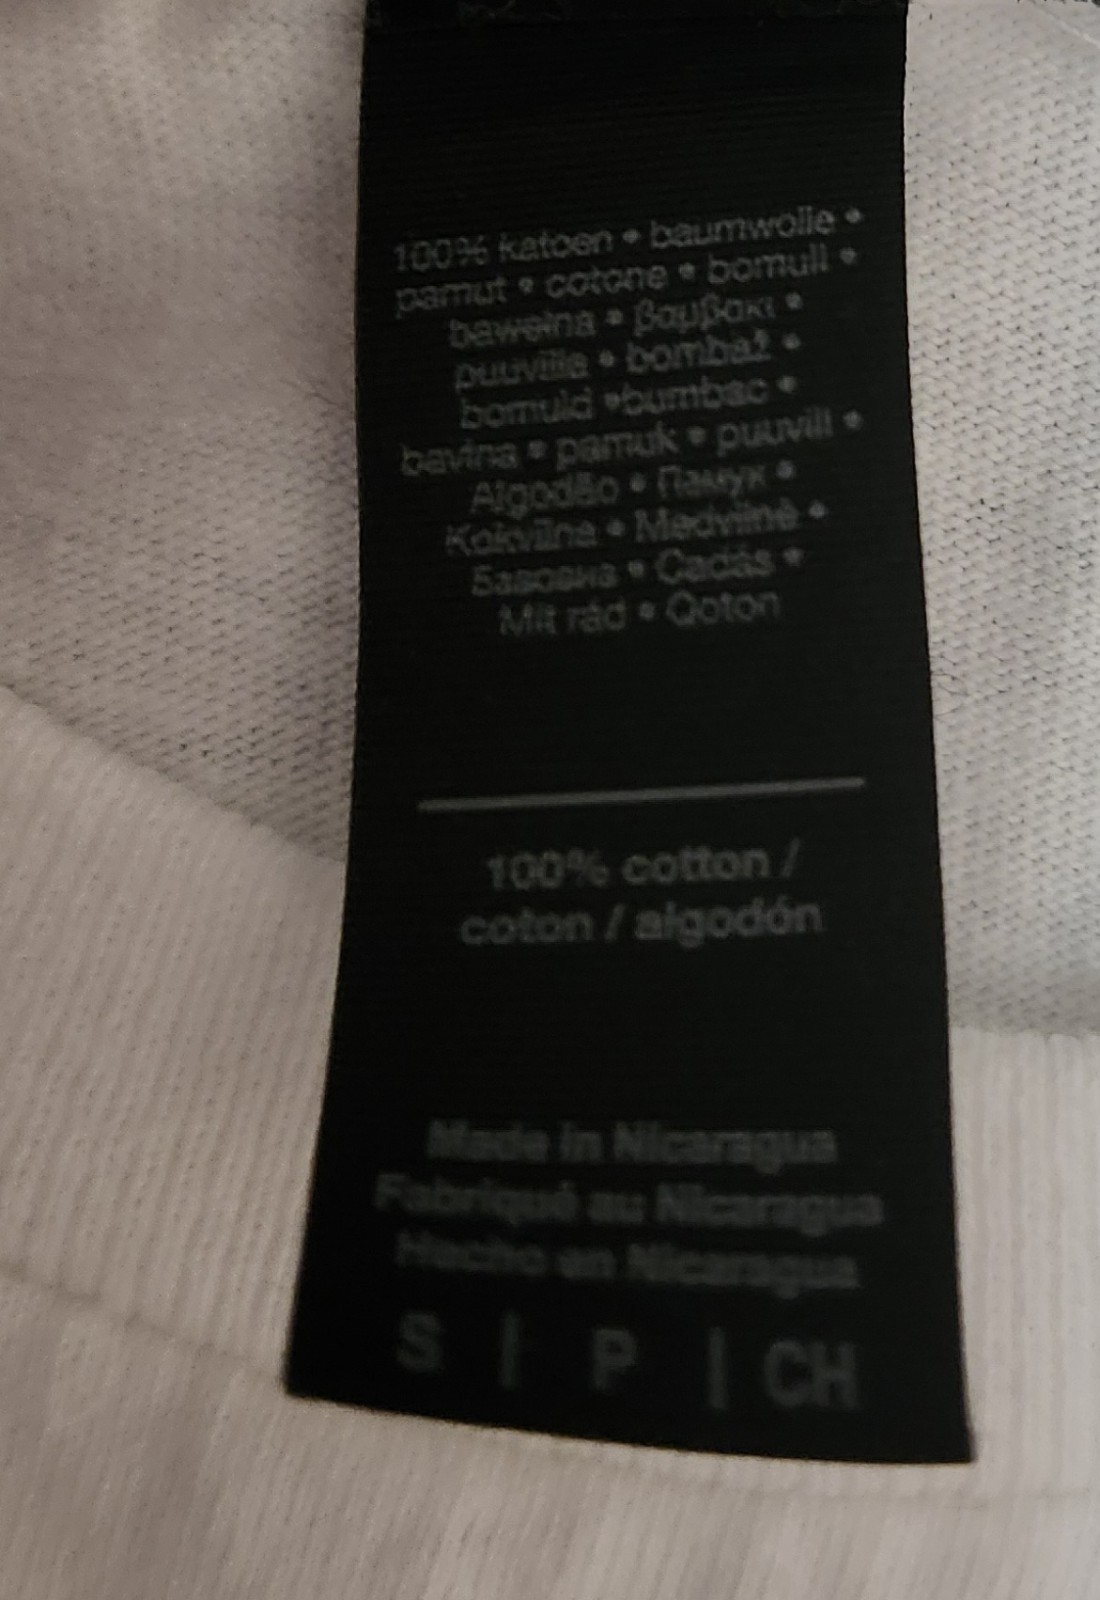 100% katoen • baumwolle •
pamut • cotone • bomull •
bawełna • βαμβακι •
puuvilla • bombaž •
bomuld •bumbac •
bavlna • pamuk • puuvill •
Algodão • Памук •
Kokvilna • Medvilnė •
Бавовна • Cadás •
Mit rád • Qoton
100% cotton /
coton / algodón
Made in Nicaragua
Fabriqué au Nicaragua
Hecho en Nicaragua
S | P | CH